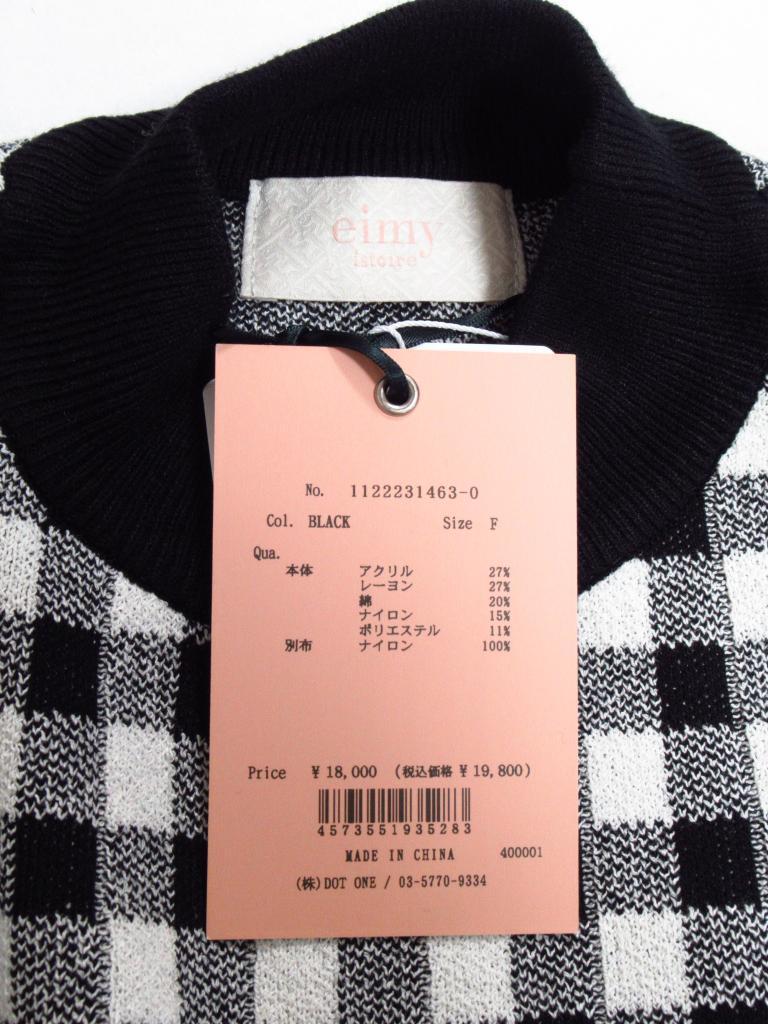 eimy
istoire
No. 1122231463-0
Col. BLACK Size F
Qua.
本体 アクリル 27%
レーヨン 27%
綿 20%
ナイロン 15%
ポリエステル 11%
別布 ナイロン 100%
Price ¥18,000 (税込価格 ¥19,800)
4573551935283
MADE IN CHINA 400001
(株)DOT ONE / 03-5770-9334